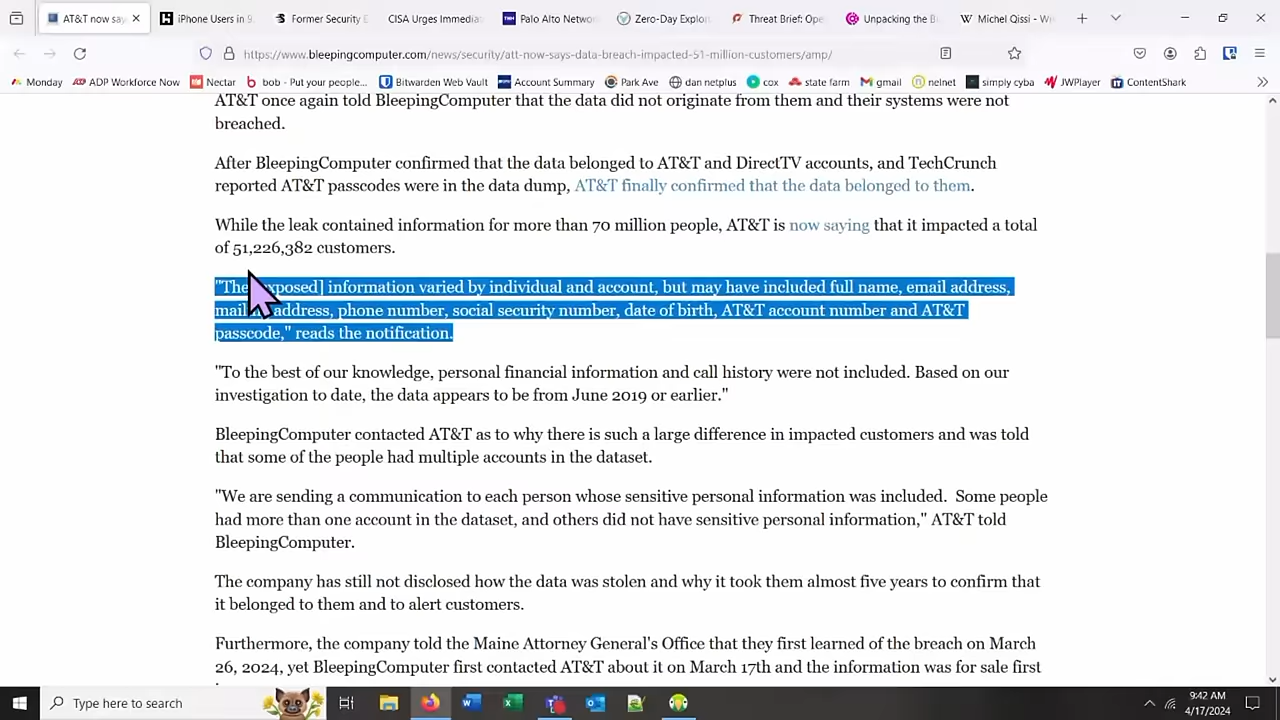 AT&T now say
iPhone Users in 9
Former Security E
CISA Urges Immedia
Palo Alto Networ
Zero-Day Explor
Threat Brief: Ope
Unpacking the B
Michel Qissi - W
https://www.bleepingcomputer.com/news/security/att-now-says-data-breach-impacted-51-million-customers/amp/
Monday
ADP Workforce Now
Nectar
bob - Put your peopl...
Bitwarden Web Vault
Account Summary
Park Ave
dan netplus
cox
state farm
gmail
nelnet
simply cyba
JWPlayer
ContentShark
AT&T once again told BleepingComputer that the data did not originate from them and their systems were not
breached.
After BleepingComputer confirmed that the data belonged to AT&T and DirectTV accounts, and TechCrunch
reported AT&T passcodes were in the data dump, AT&T finally confirmed that the data belonged to them.
While the leak contained information for more than 70 million people, AT&T is now saying that it impacted a total
of 51,226,382 customers.
"The xposed] information varied by individual and account, but may have included full name, email address,
mail address, phone number, social security number, date of birth, AT&T account number and AT&T
passcode," reads the notification.
"To the best of our knowledge, personal financial information and call history were not included. Based on our
investigation to date, the data appears to be from June 2019 or earlier."
BleepingComputer contacted AT&T as to why there is such a large difference in impacted customers and was told
that some of the people had multiple accounts in the dataset.
"We are sending a communication to each person whose sensitive personal information was included.  Some people
had more than one account in the dataset, and others did not have sensitive personal information," AT&T told
BleepingComputer.
The company has still not disclosed how the data was stolen and why it took them almost five years to confirm that
it belonged to them and to alert customers.
Furthermore, the company told the Maine Attorney General's Office that they first learned of the breach on March
26, 2024, yet BleepingComputer first contacted AT&T about it on March 17th and the information was for sale first
Type here to search
9:42 AM
4/17/2024